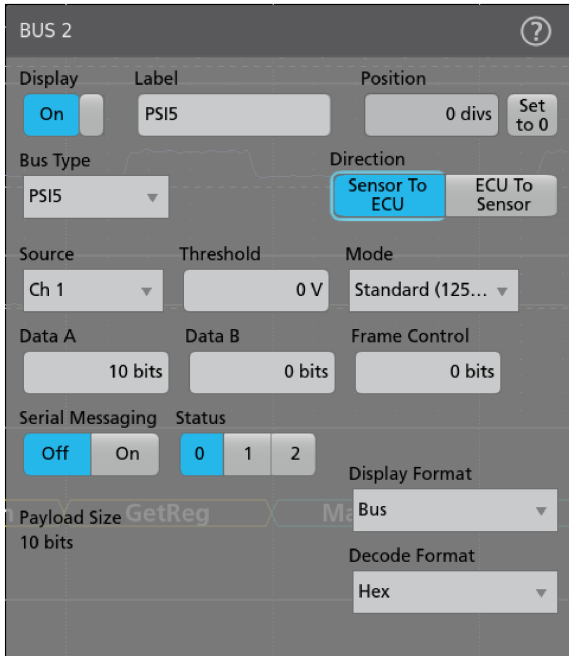 BUS 2
?
Display Label Position
On PSI5 0 divs Set to 0
Bus Type Direction
PSI5 Sensor To ECU ECU To Sensor
Source Threshold Mode
Ch 1 0 V Standard (125...
Data A Data B Frame Control
10 bits 0 bits 0 bits
Serial Messaging Status
Off On 0 1 2
Display Format
Payload Size GetReg Bus
10 bits
Decode Format
Hex